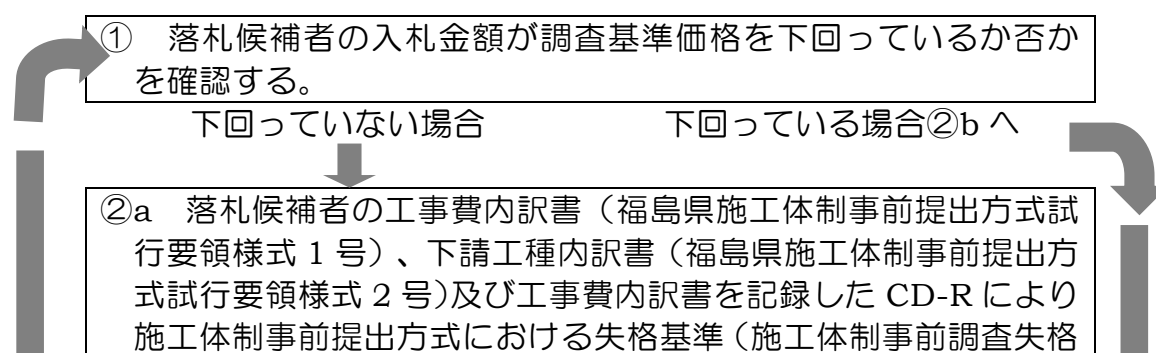 ① 落札候補者の入札金額が調査基準価格を下回っているか否か
を確認する。
下回っていない場合 下回っている場合②b へ
②a 落札候補者の工事費内訳書（福島県施工体制事前提出方式試
行要領様式 1 号）、下請工種内訳書（福島県施工体制事前提出方
式試行要領様式 2 号)及び工事費内訳書を記録した CD-R により
施工体制事前提出方式における失格基準（施工体制事前調査失格